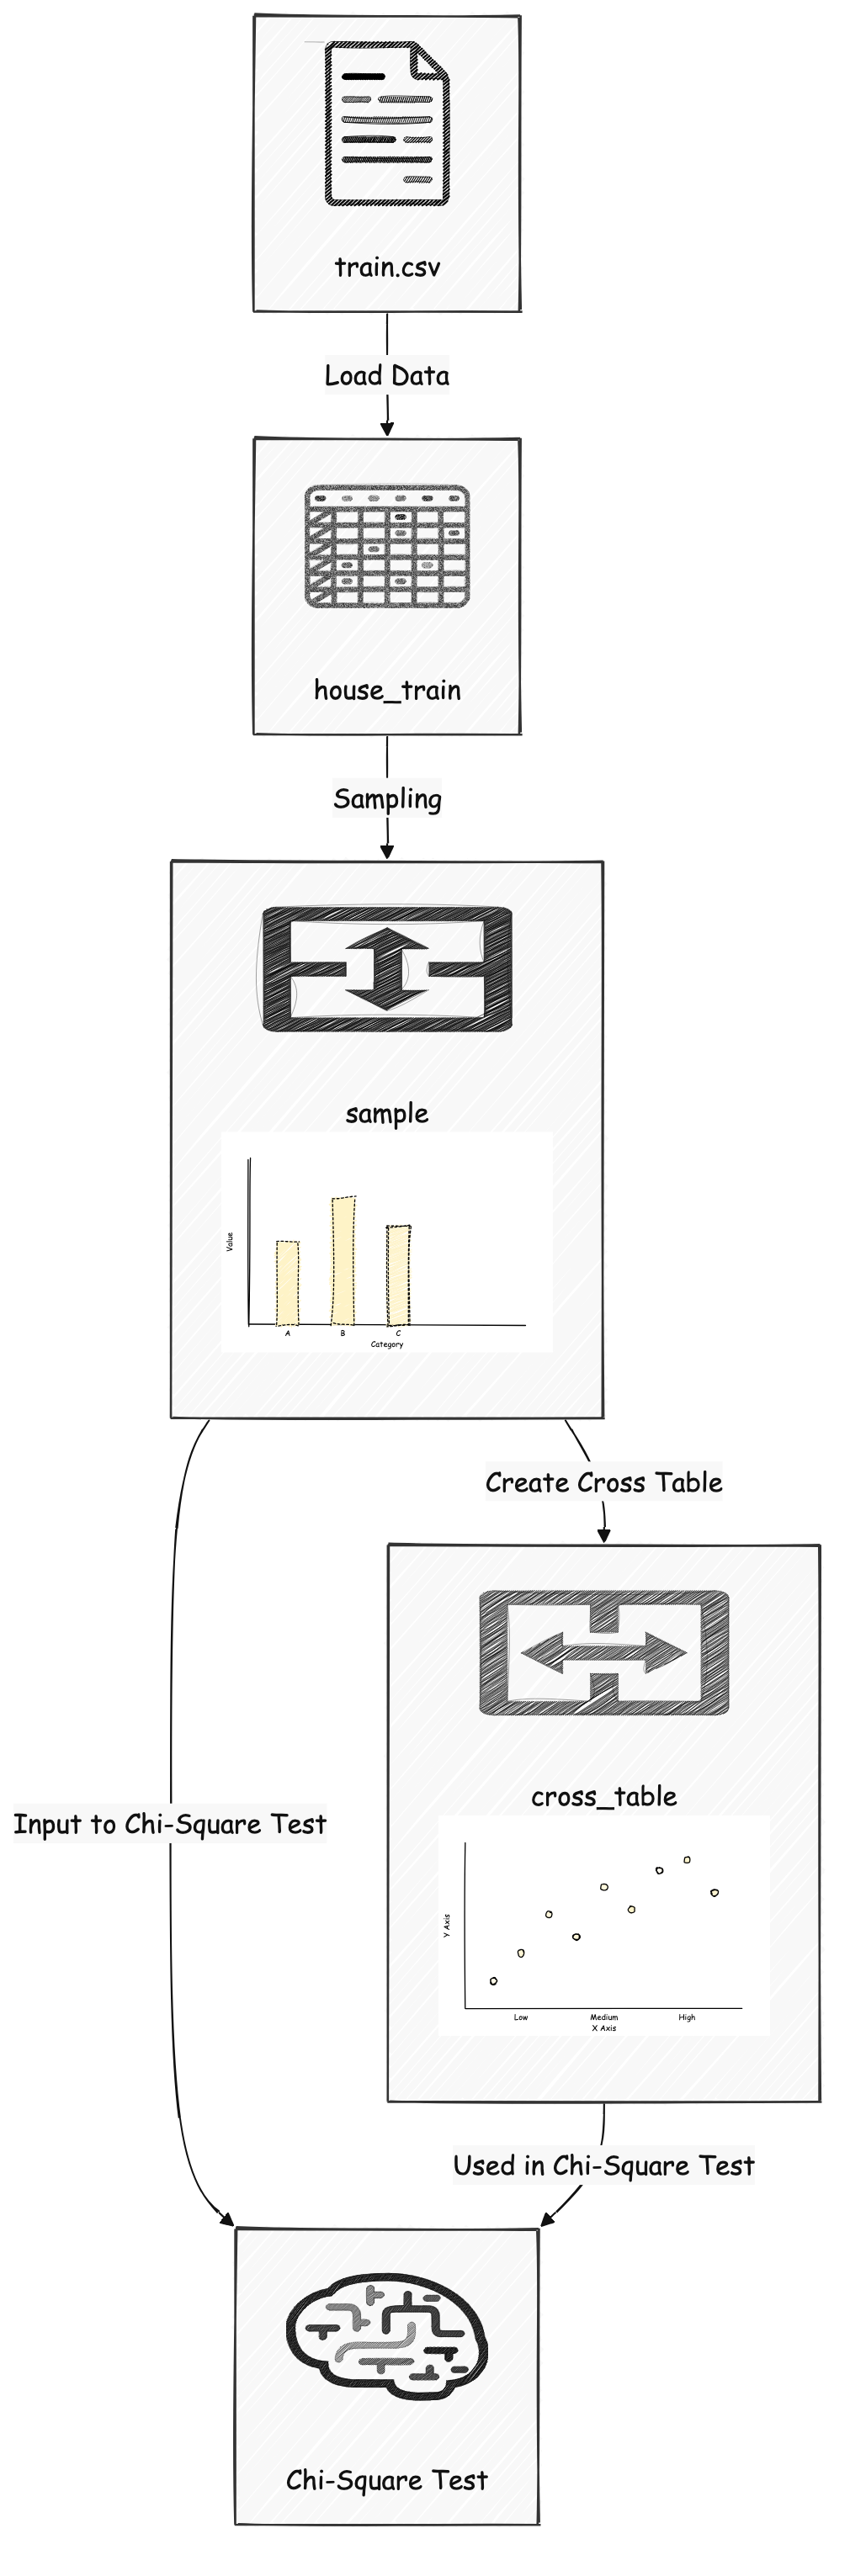 train.csv
Load Data
house_train
Sampling
sample
Value
A B C
Category
Create Cross Table
cross_table
Input to Chi-Square Test
Y Axis
Low Medium High
X Axis
Used in Chi-Square Test
Chi-Square Test